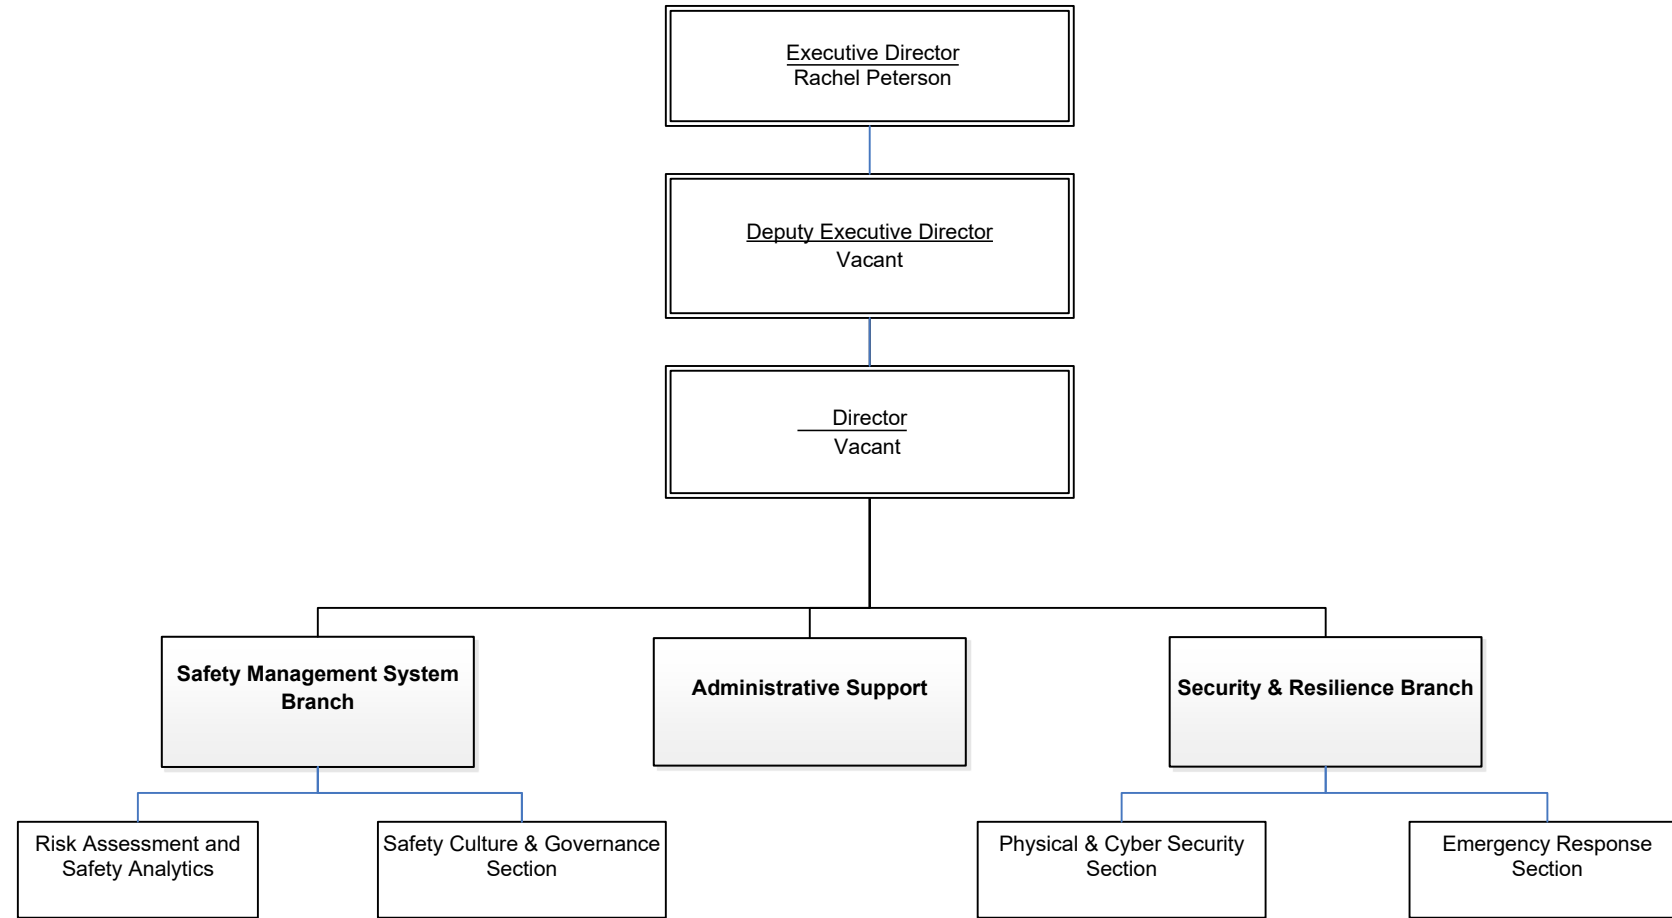 Executive Director
Rachel Peterson
Deputy Executive Director
Vacant
Director
Vacant
Safety Management System
Branch
Administrative Support
Security & Resilience Branch
Risk Assessment and
Safety Analytics
Safety Culture & Governance
Section
Physical & Cyber Security
Section
Emergency Response
Section